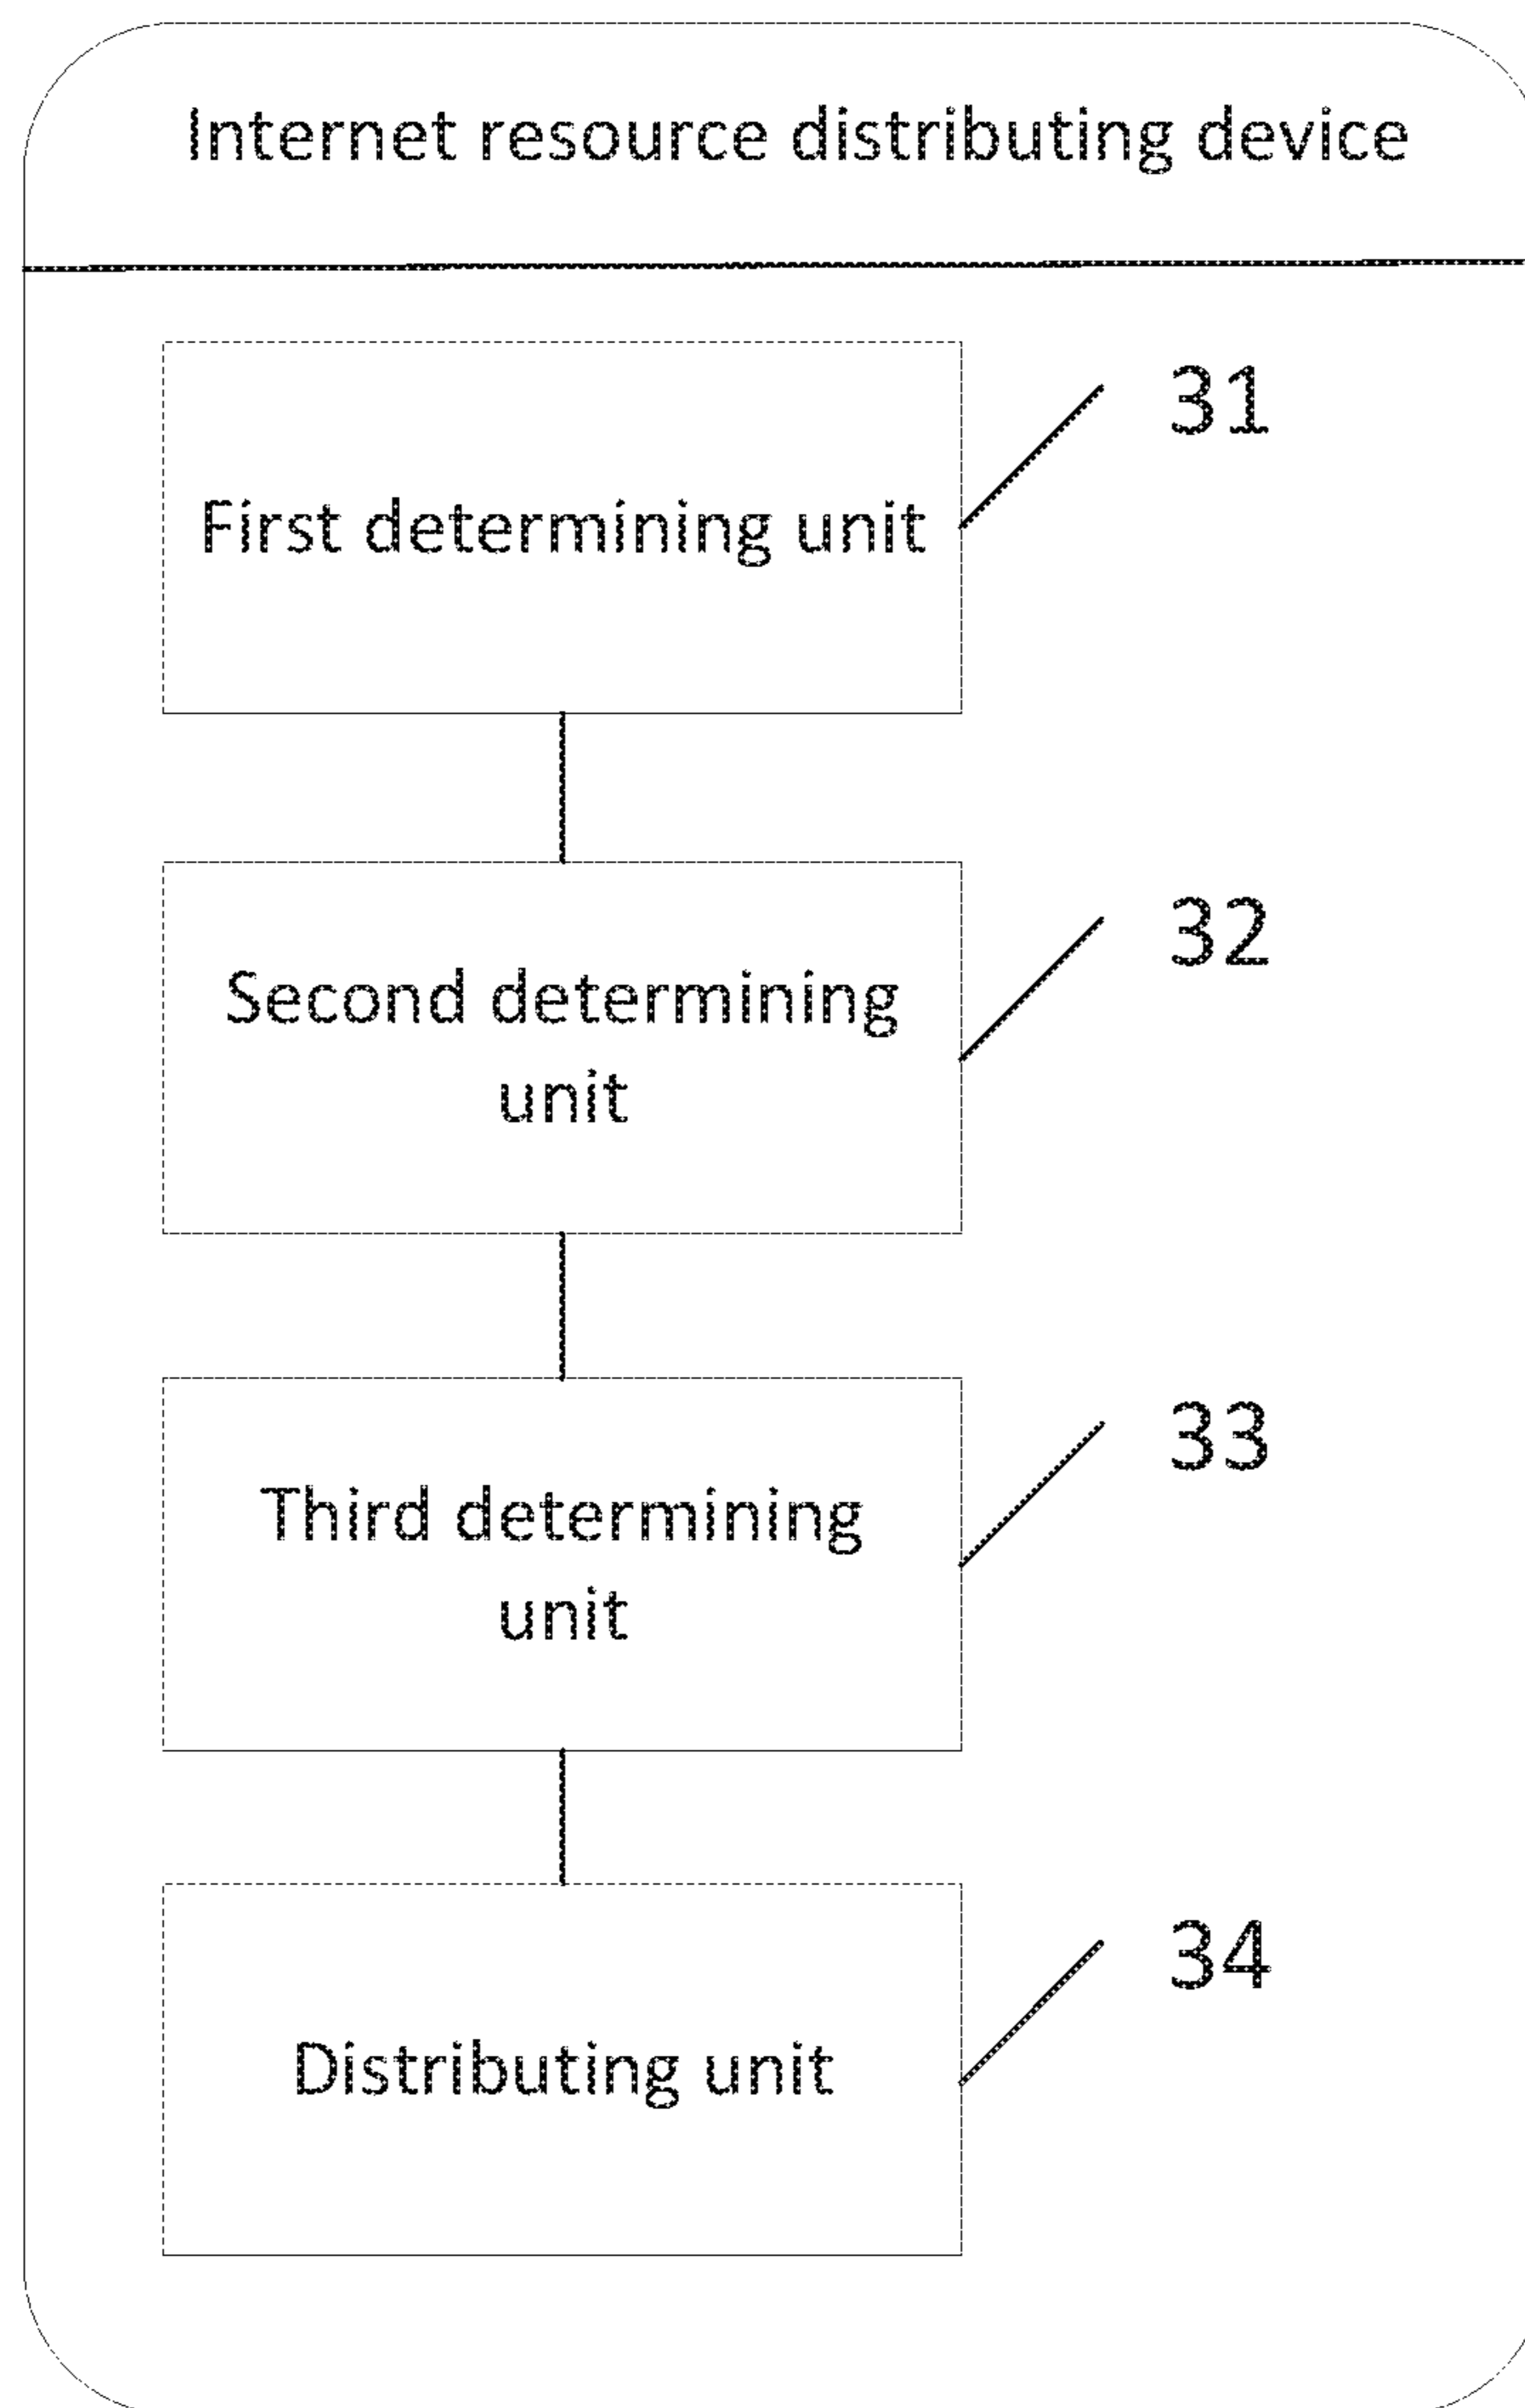 Internet resource distributing device
31
First determining unit
32
Second determining
unit
33
Third determining
unit
34
Distributing unit